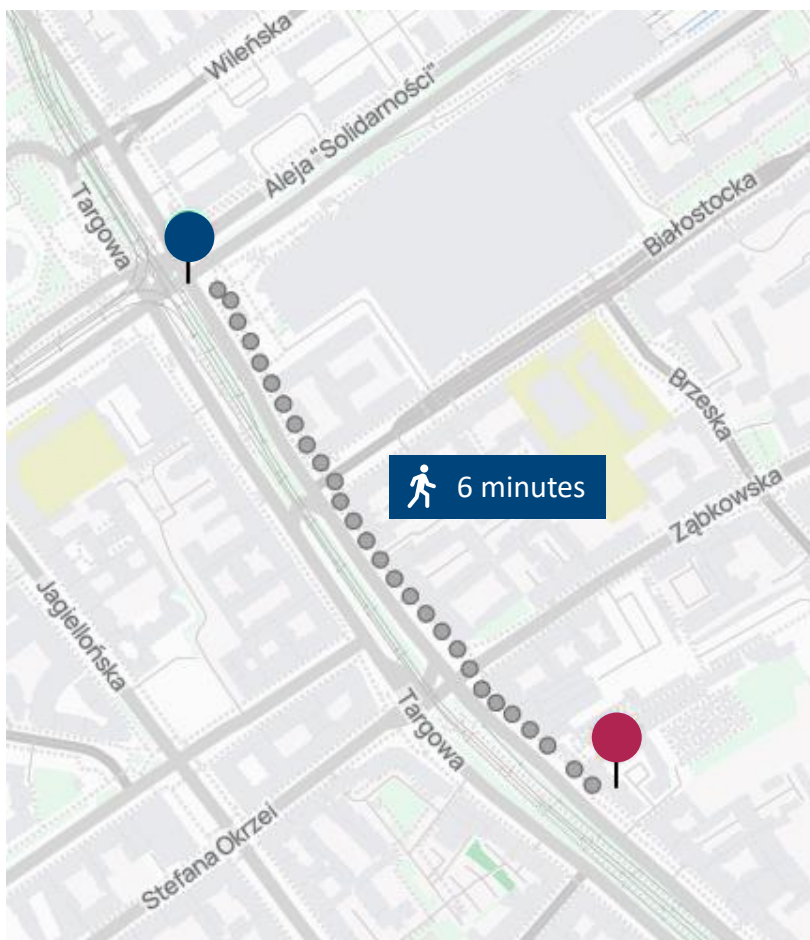 Wileńska
Aleja "Solidarności"
Targowa
Białostocka
Brzeska
6 minutes
Ząbkowska
Jagiellońska
Targowa
Stefana Okrzei